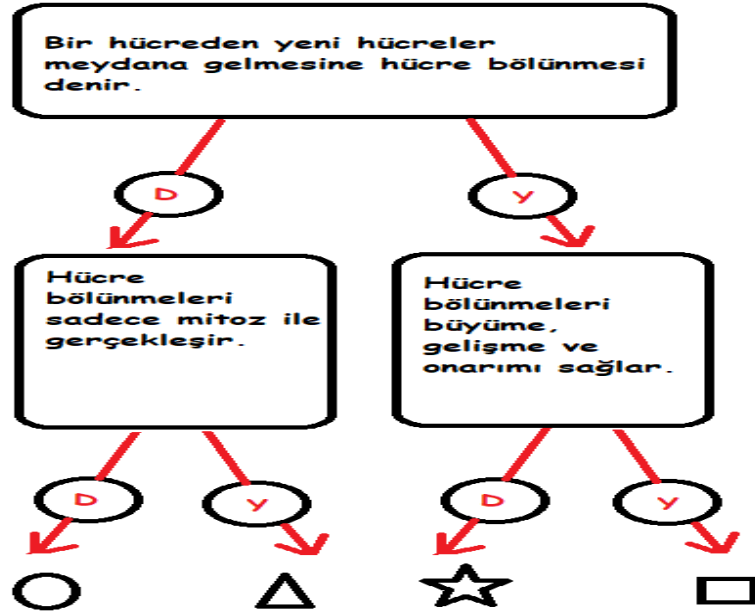 Bir hücreden yeni hücreler
meydana gelmesine hücre bölünmesi
denir.
D
Y
Hücre
bölünmeleri
sadece mitoz ile
gerçekleşir.
Hücre
bölünmeleri
büyüme,
gelişme ve
onarımı sağlar.
D
Y
D
Y